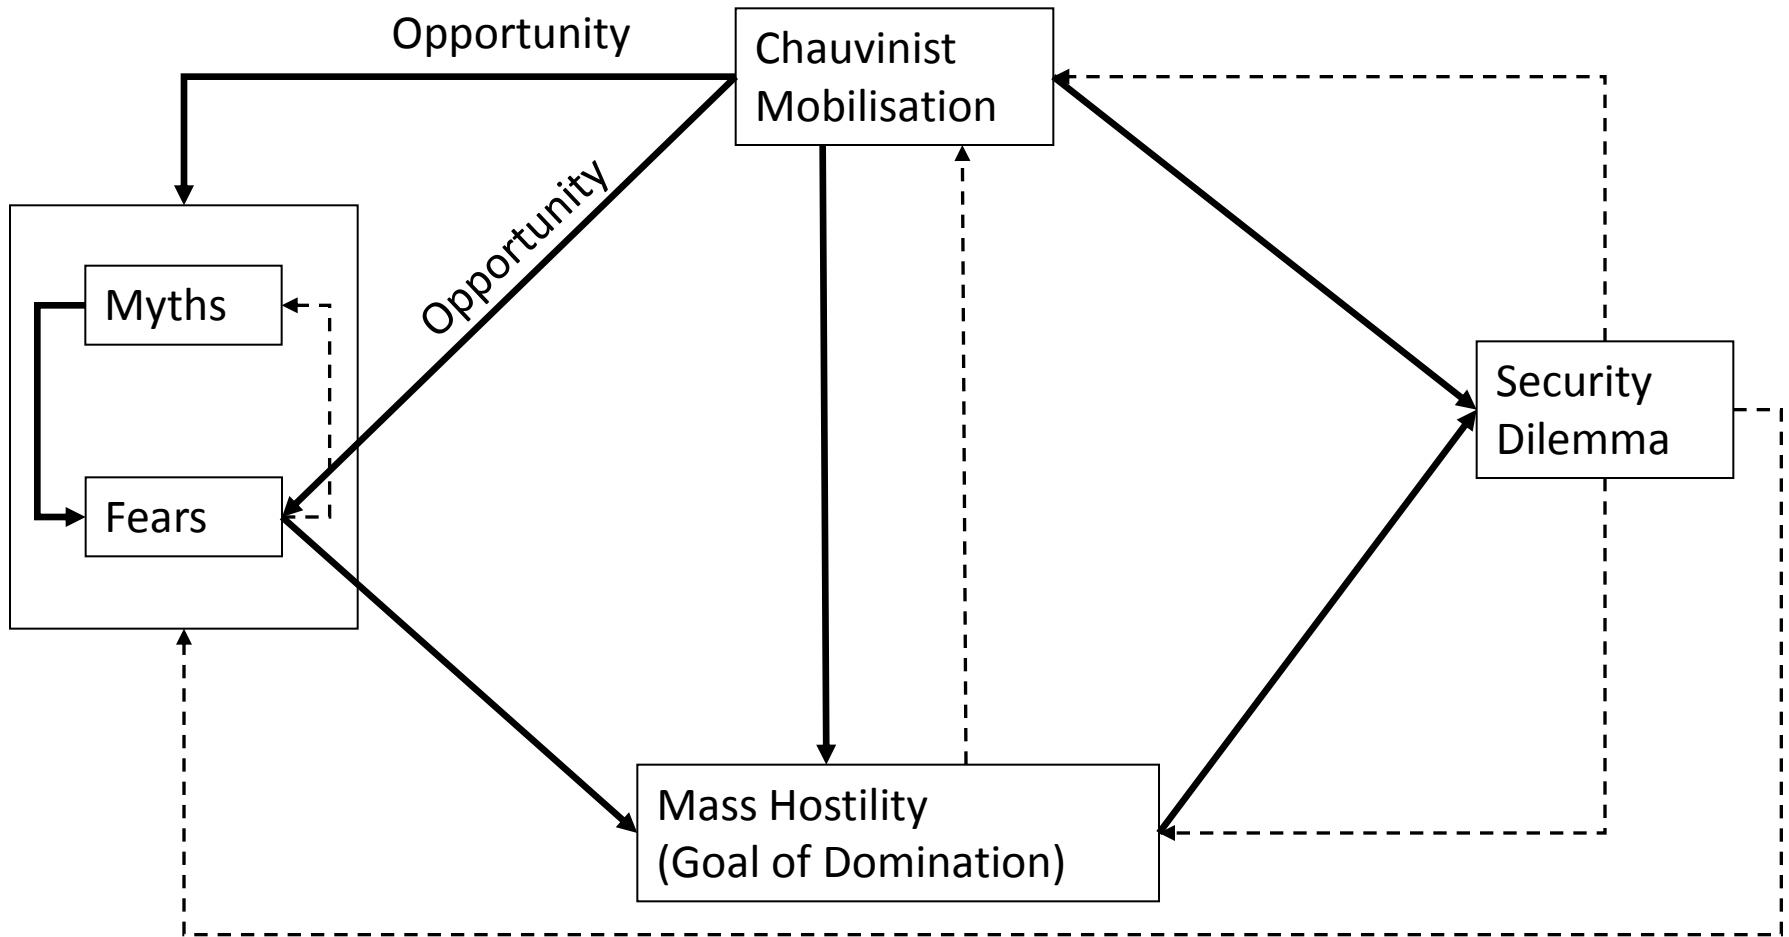 Opportunity
Chauvinist
Mobilisation
Opportunity
Myths
Fears
Security
Dilemma
Mass Hostility
(Goal of Domination)